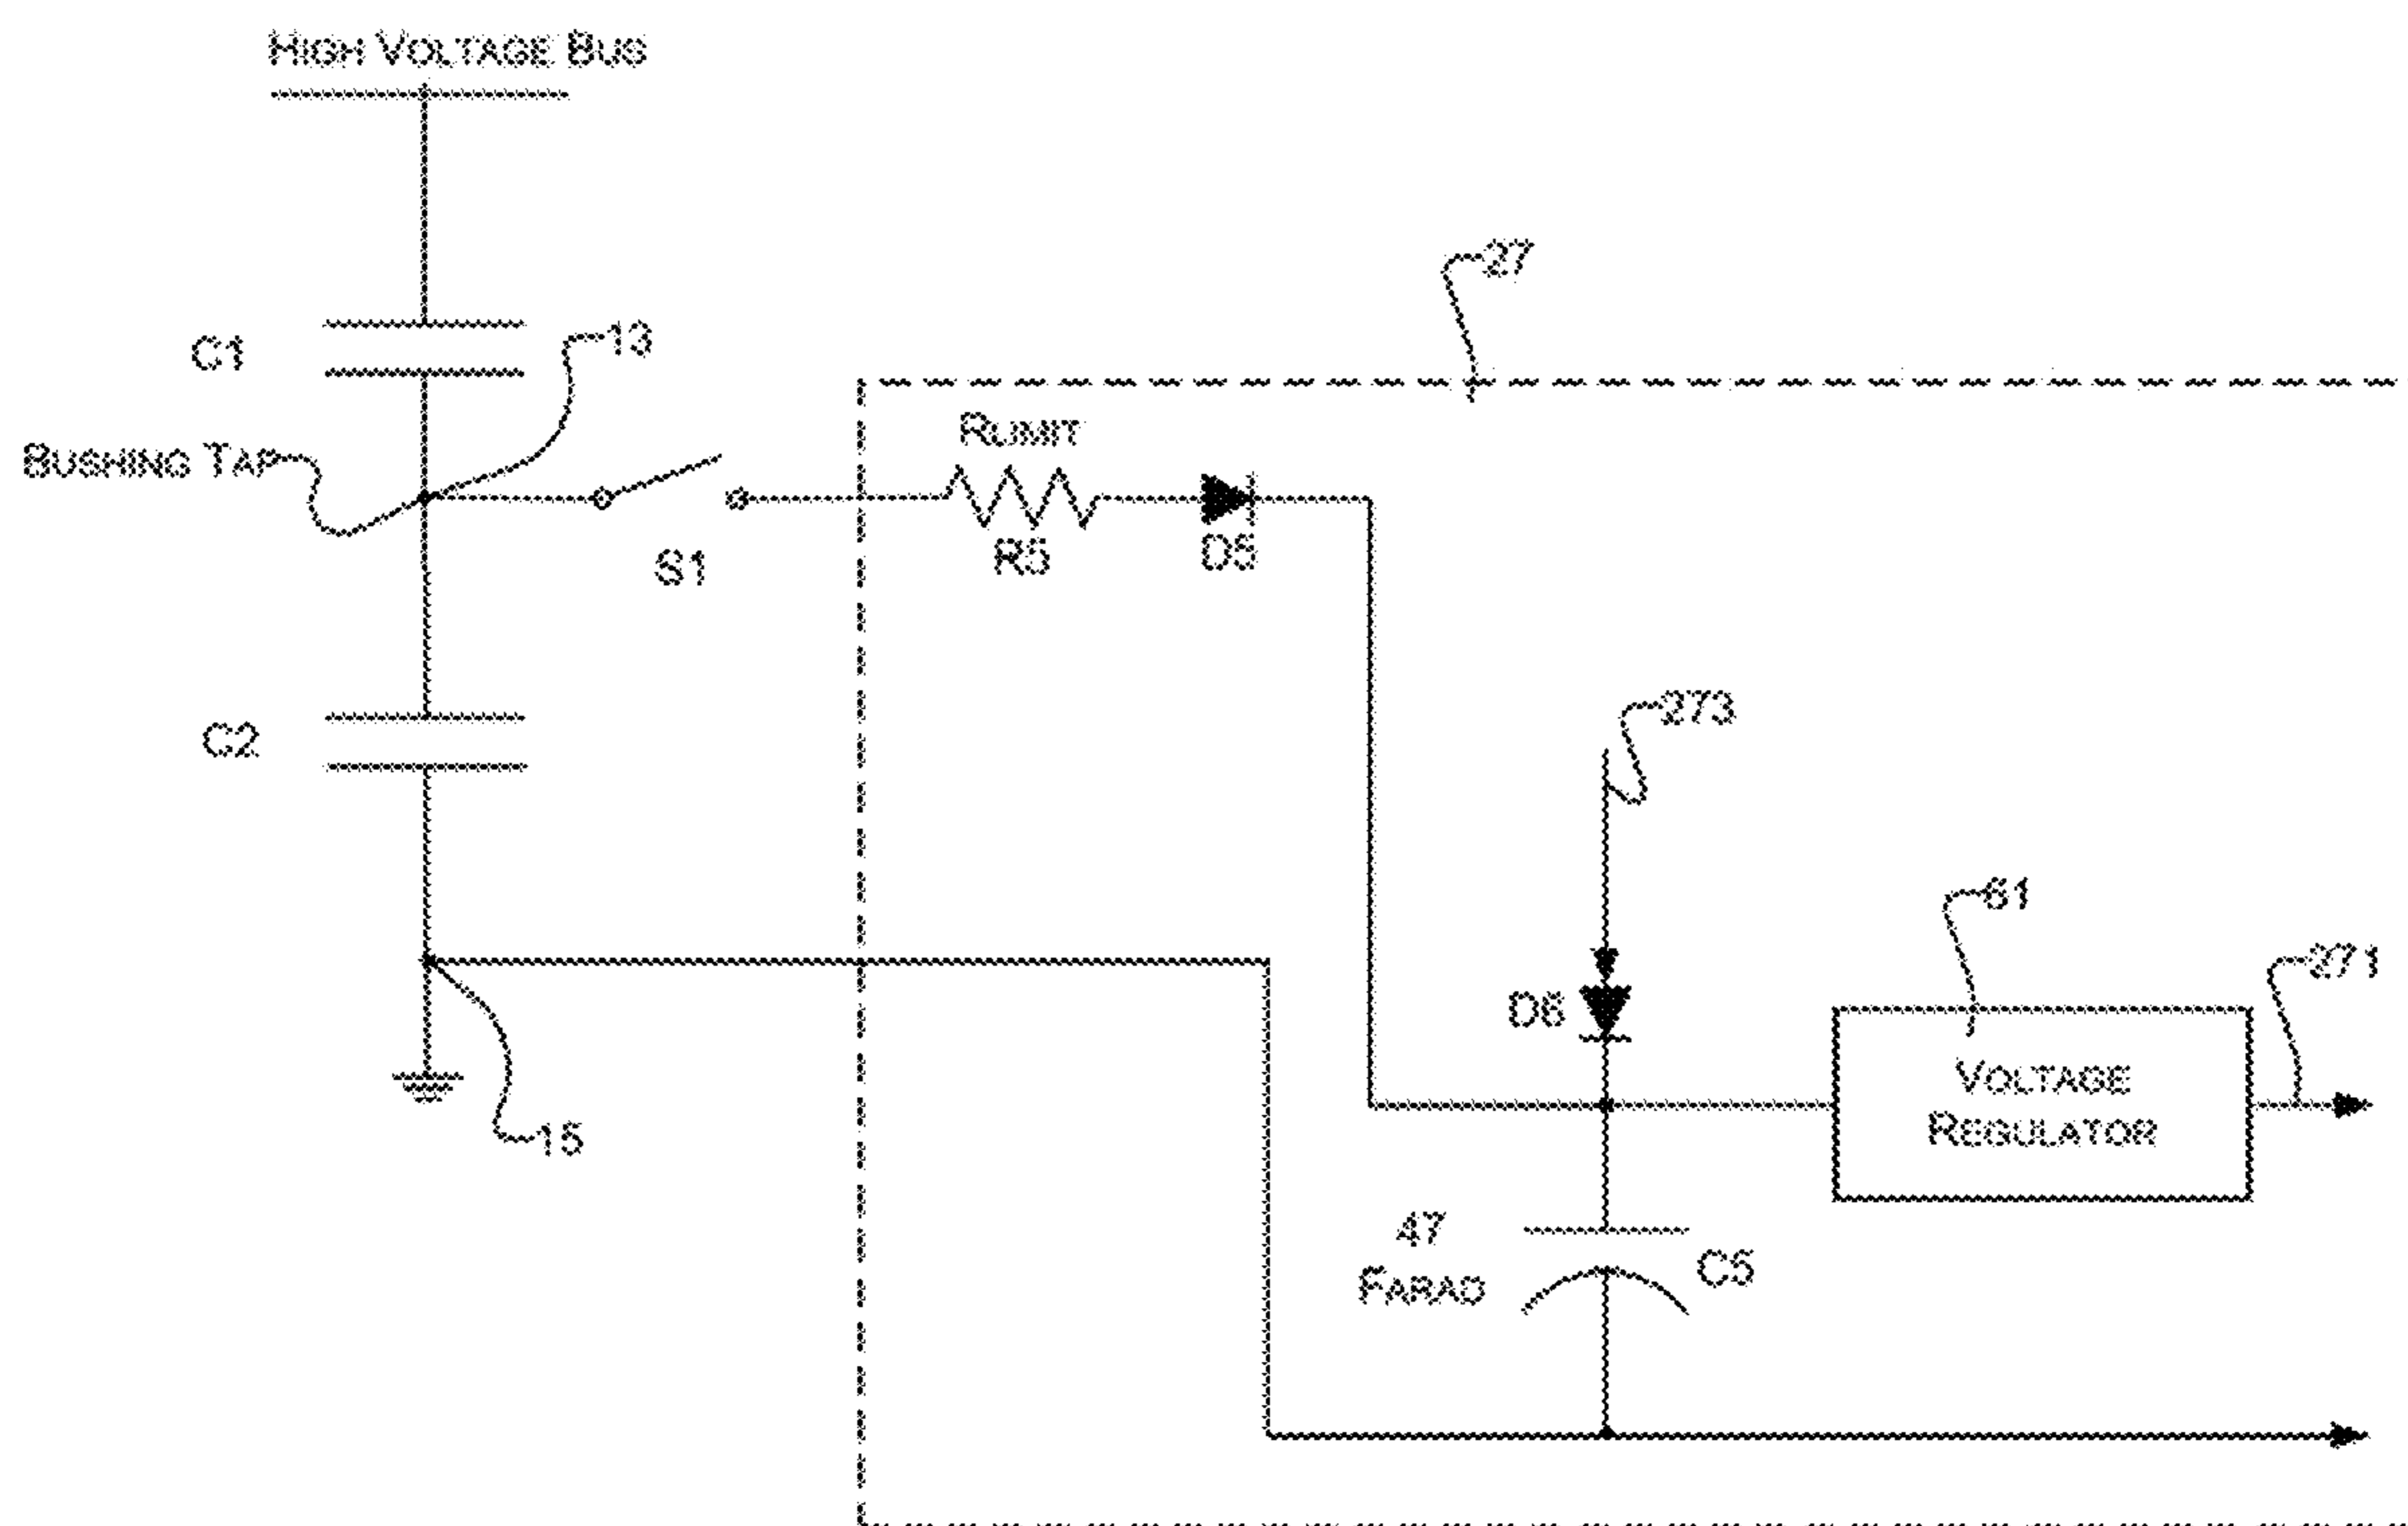 HIGH VOLTAGE BUS
27
C1
13
RLIMIT
BUSHING TAP
S1
R5
D5
273
C2
61
271
D6
VOLTAGE
REGULATOR
15
47
FARAD
C5